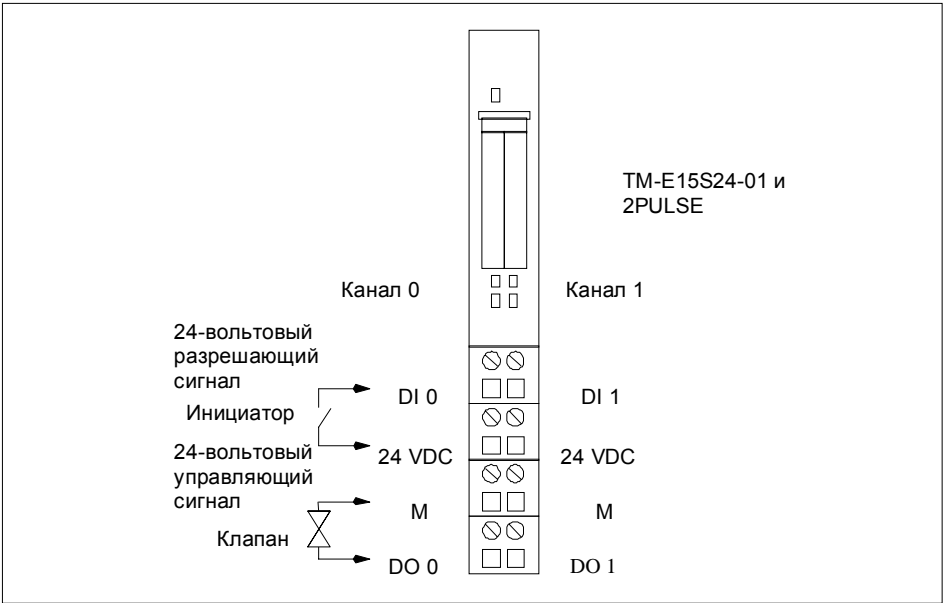 TM-E15S24-01 и
2PULSE
Канал 0
Канал 1
24-вольтовый
разрешающий
сигнал
DI 0
DI 1
Инициатор
24-вольтовый
управляющий
сигнал
24 VDC
24 VDC
M
M
Клапан
DO 0
DO 1